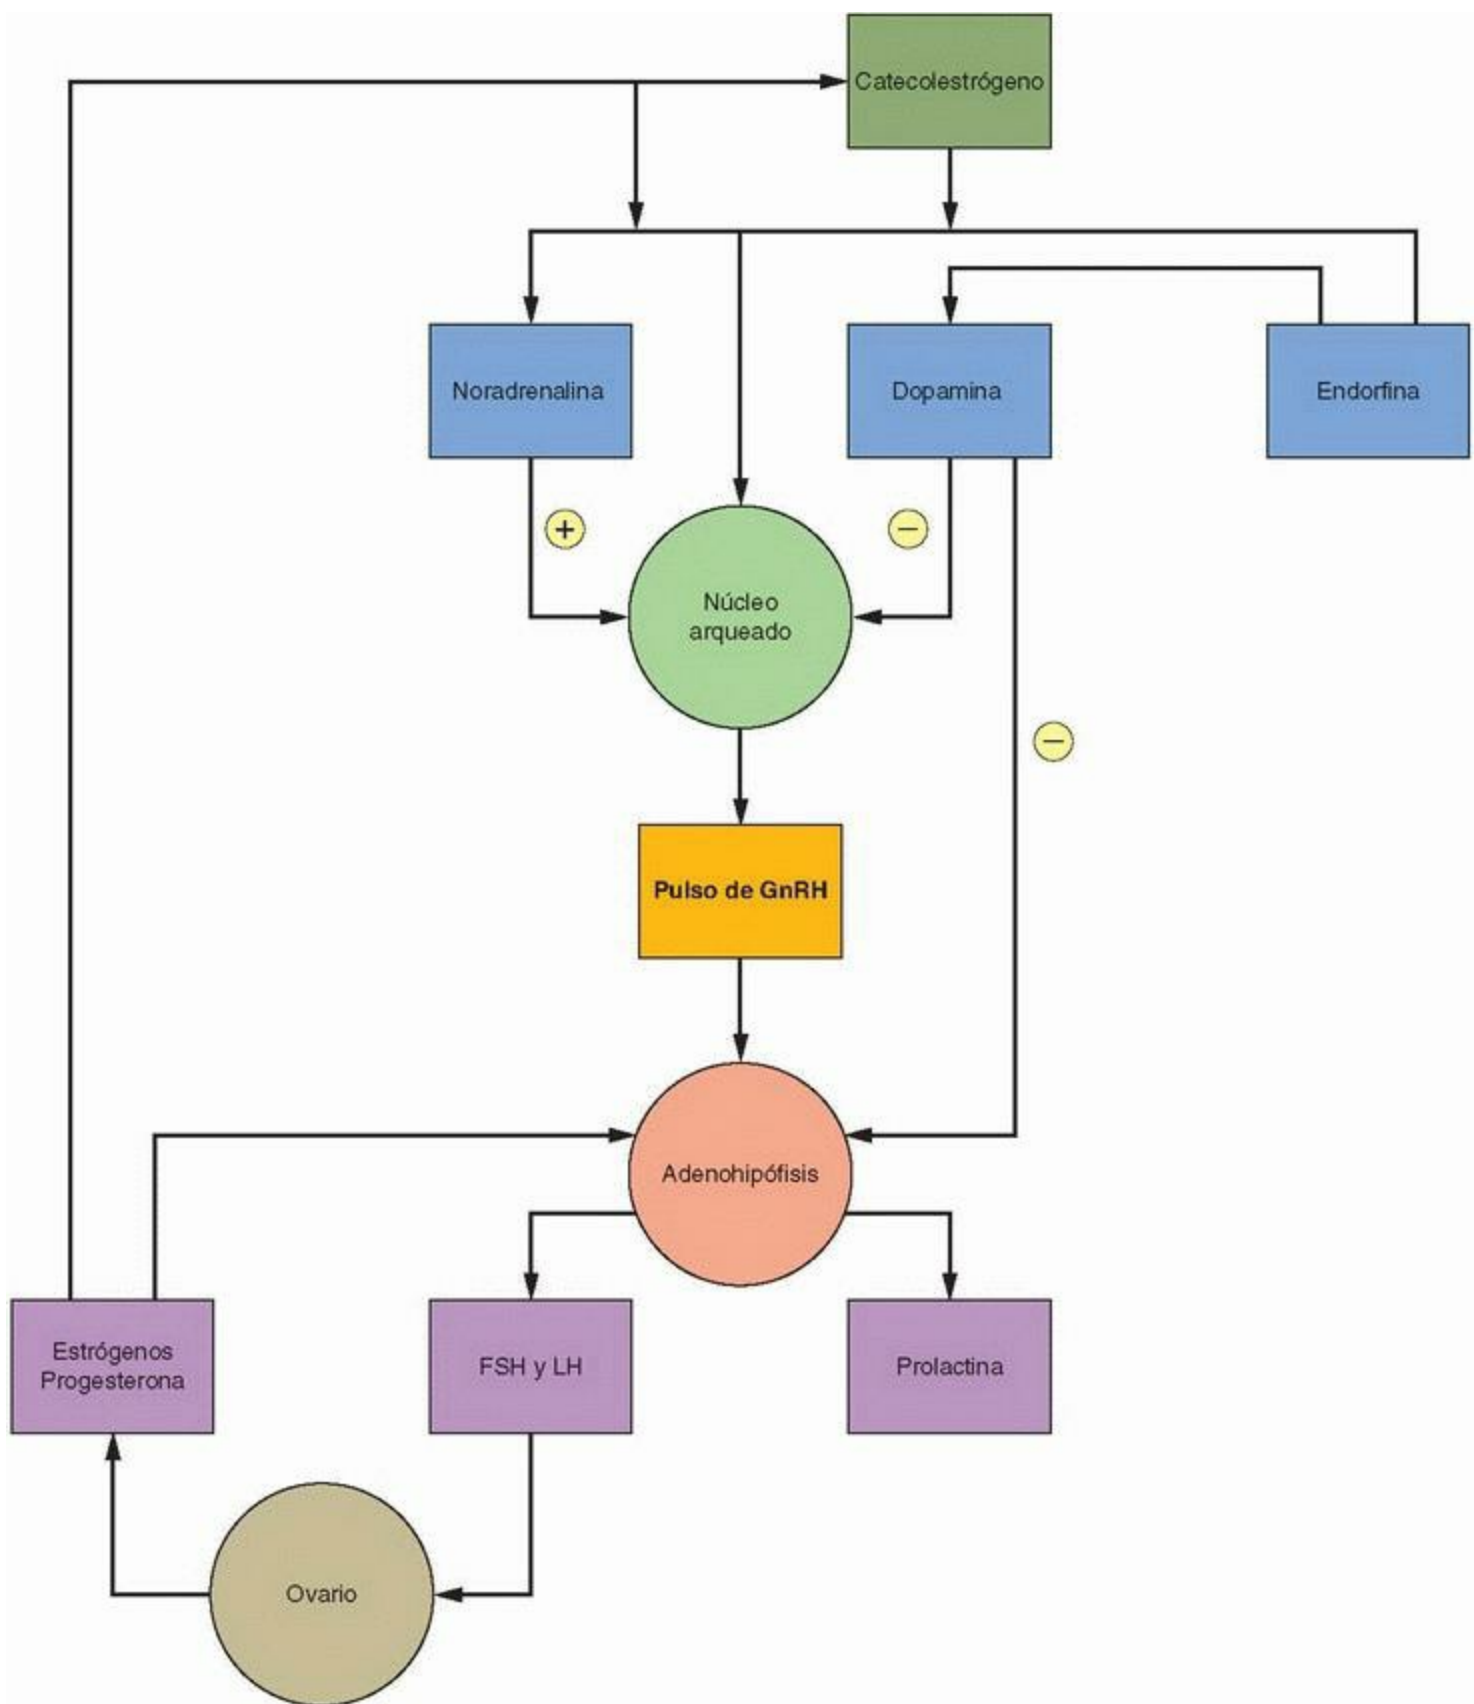 Catecolestrógeno
Noradrenalina
Dopamina
Endorfina
+
−
Núcleo
arqueado
−
Pulso de GnRH
Adenohipófisis
Estrógenos
Progesterona
FSH y LH
Prolactina
Ovario